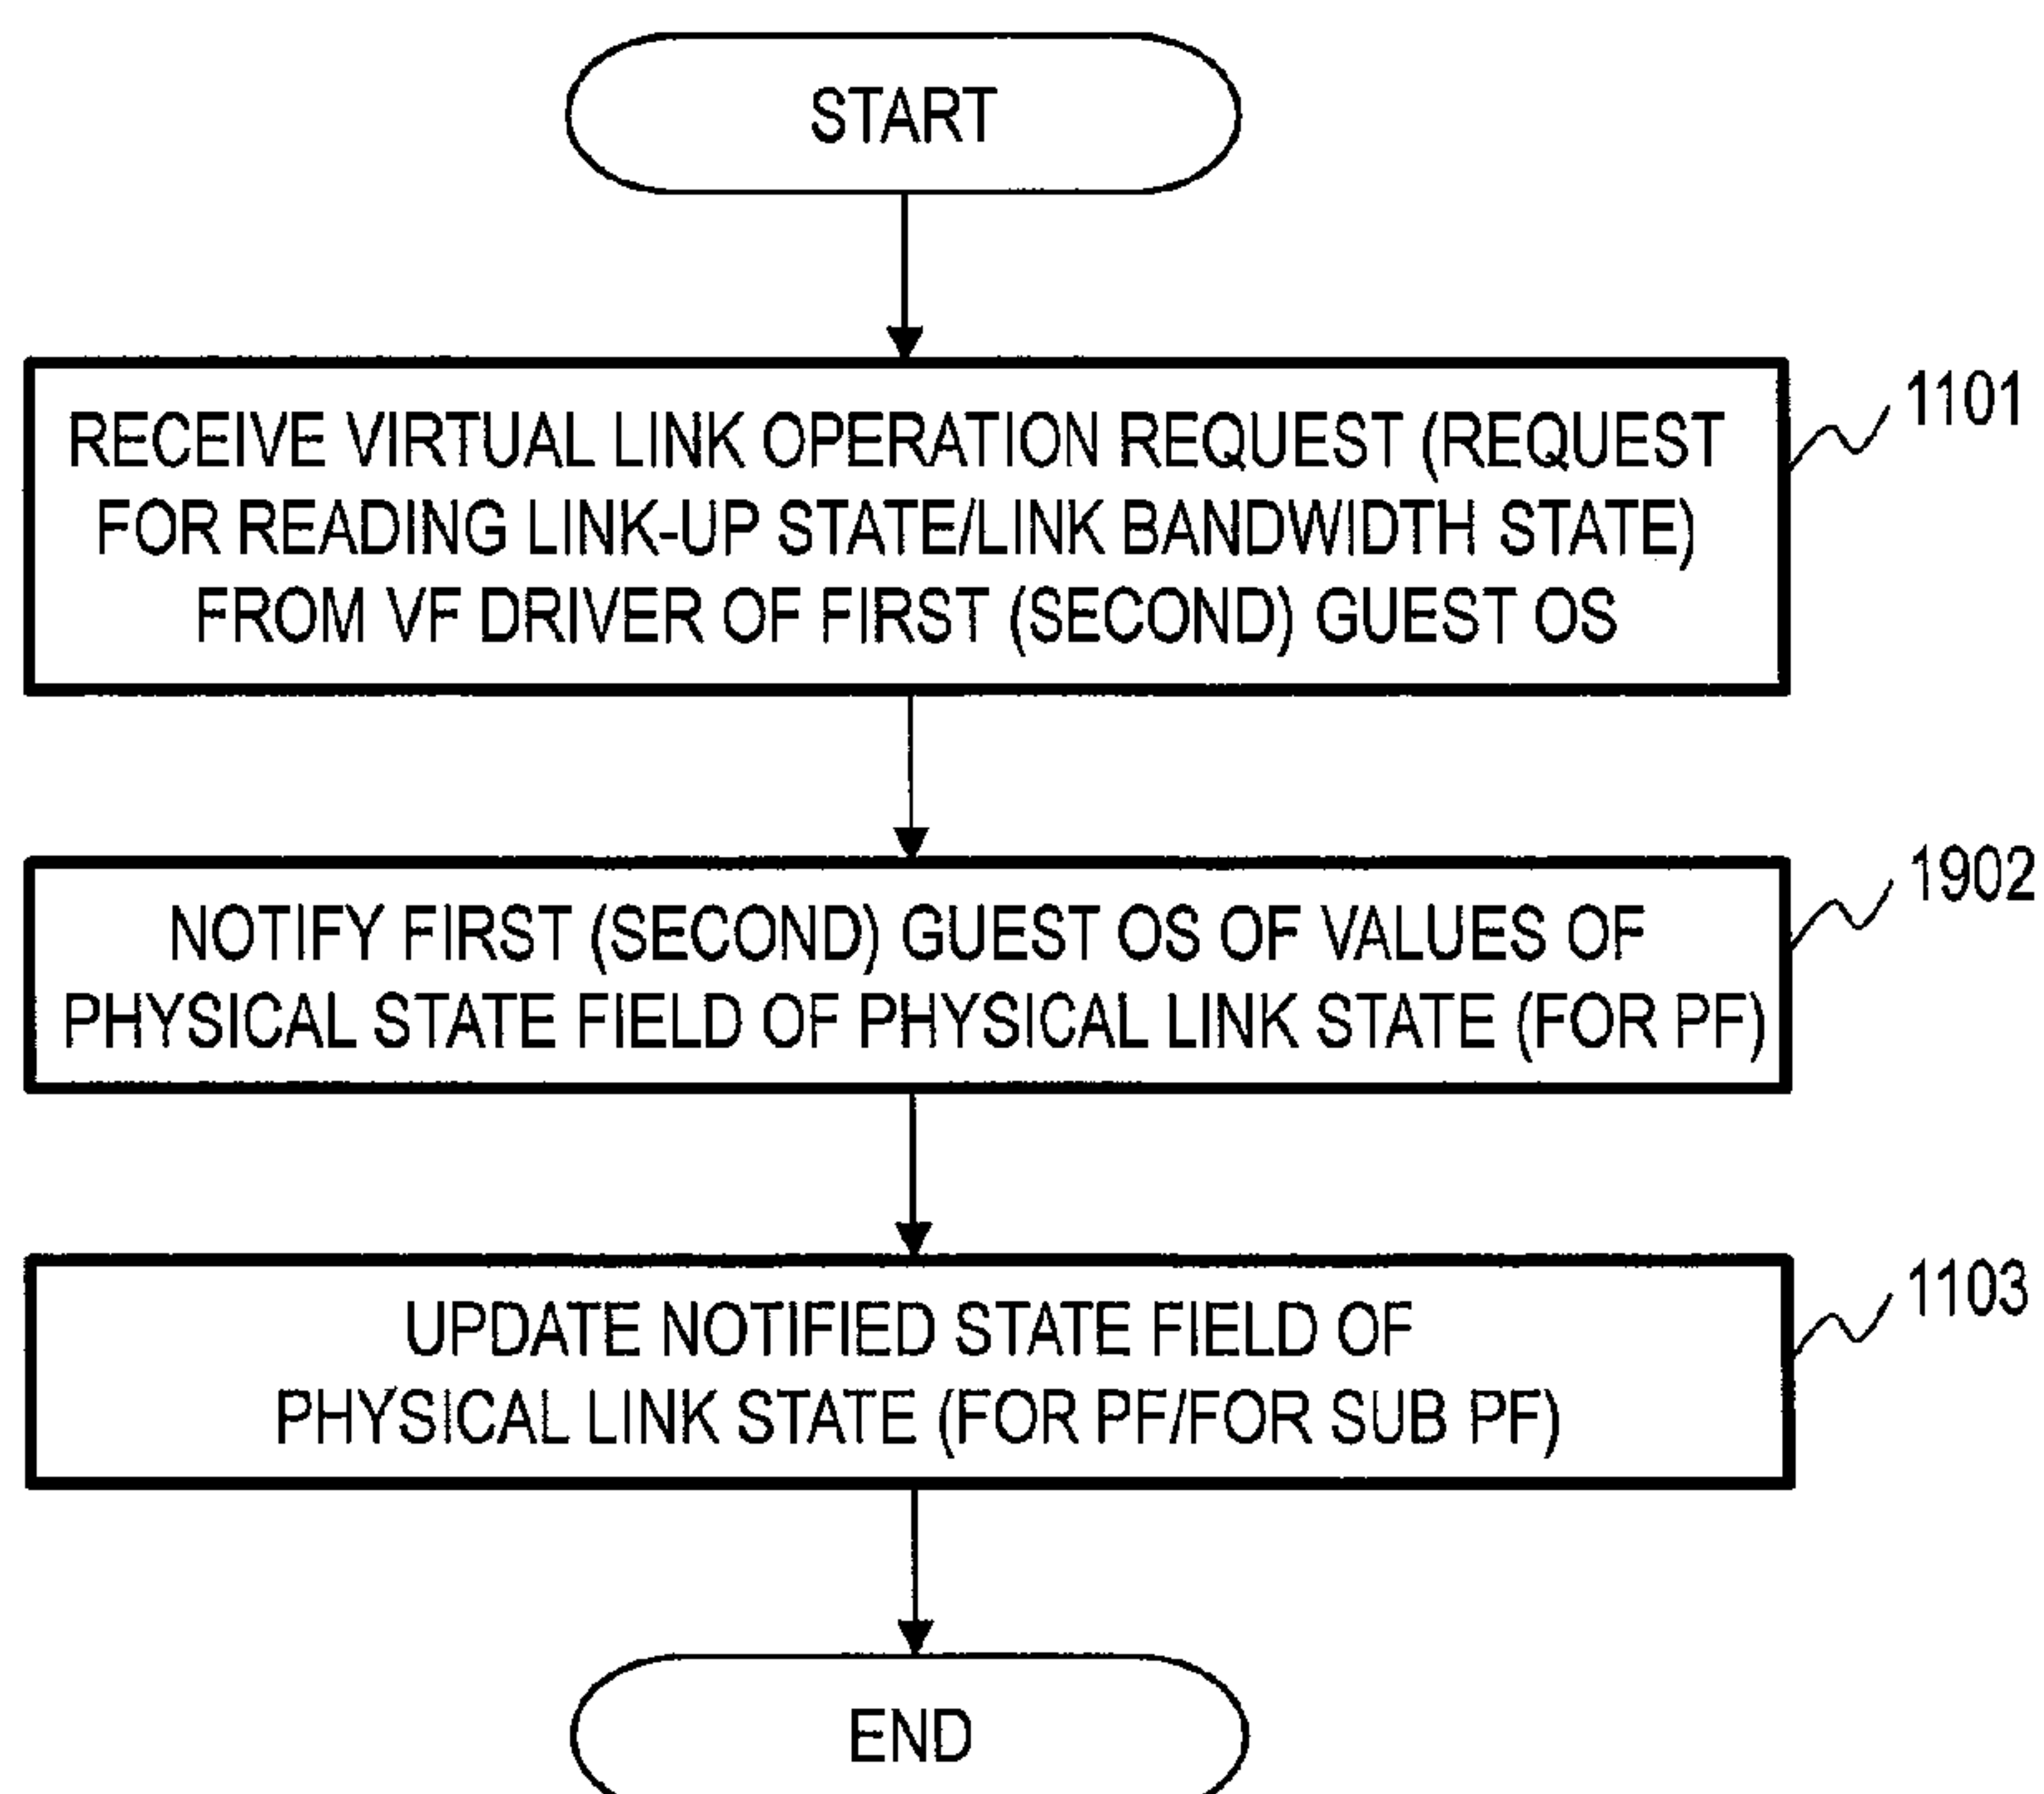 START
RECEIVE VIRTUAL LINK OPERATION REQUEST (REQUEST
FOR READING LINK-UP STATE/LINK BANDWIDTH STATE)
FROM VF DRIVER OF FIRST (SECOND) GUEST OS
1101
NOTIFY FIRST (SECOND) GUEST OS OF VALUES OF
PHYSICAL STATE FIELD OF PHYSICAL LINK STATE (FOR PF)
1902
UPDATE NOTIFIED STATE FIELD OF
PHYSICAL LINK STATE (FOR PF/FOR SUB PF)
1103
END